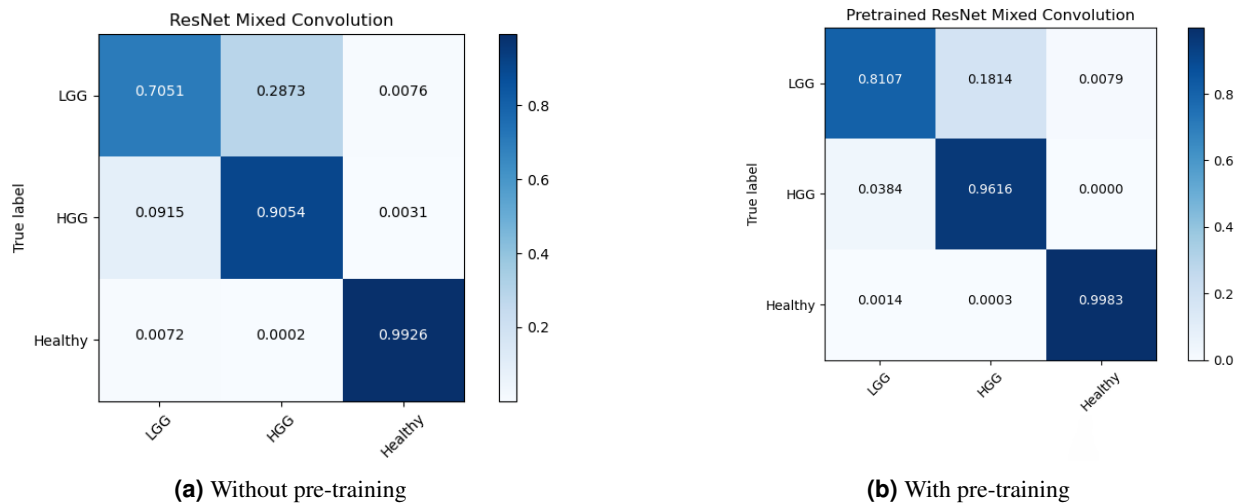 ResNet Mixed Convolution
LGG
HGG
Healthy
True label
0.7051 0.2873 0.0076
0.0915 0.9054 0.0031
0.0072 0.0002 0.9926
LGG
HGG
Healthy
0.8
0.6
0.4
0.2
(a) Without pre-training
Pretrained ResNet Mixed Convolution
LGG
HGG
Healthy
True label
0.8107 0.1814 0.0079
0.0384 0.9616 0.0000
0.0014 0.0003 0.9983
LGG
HGG
Healthy
0.8
0.6
0.4
0.2
0.0
(b) With pre-training